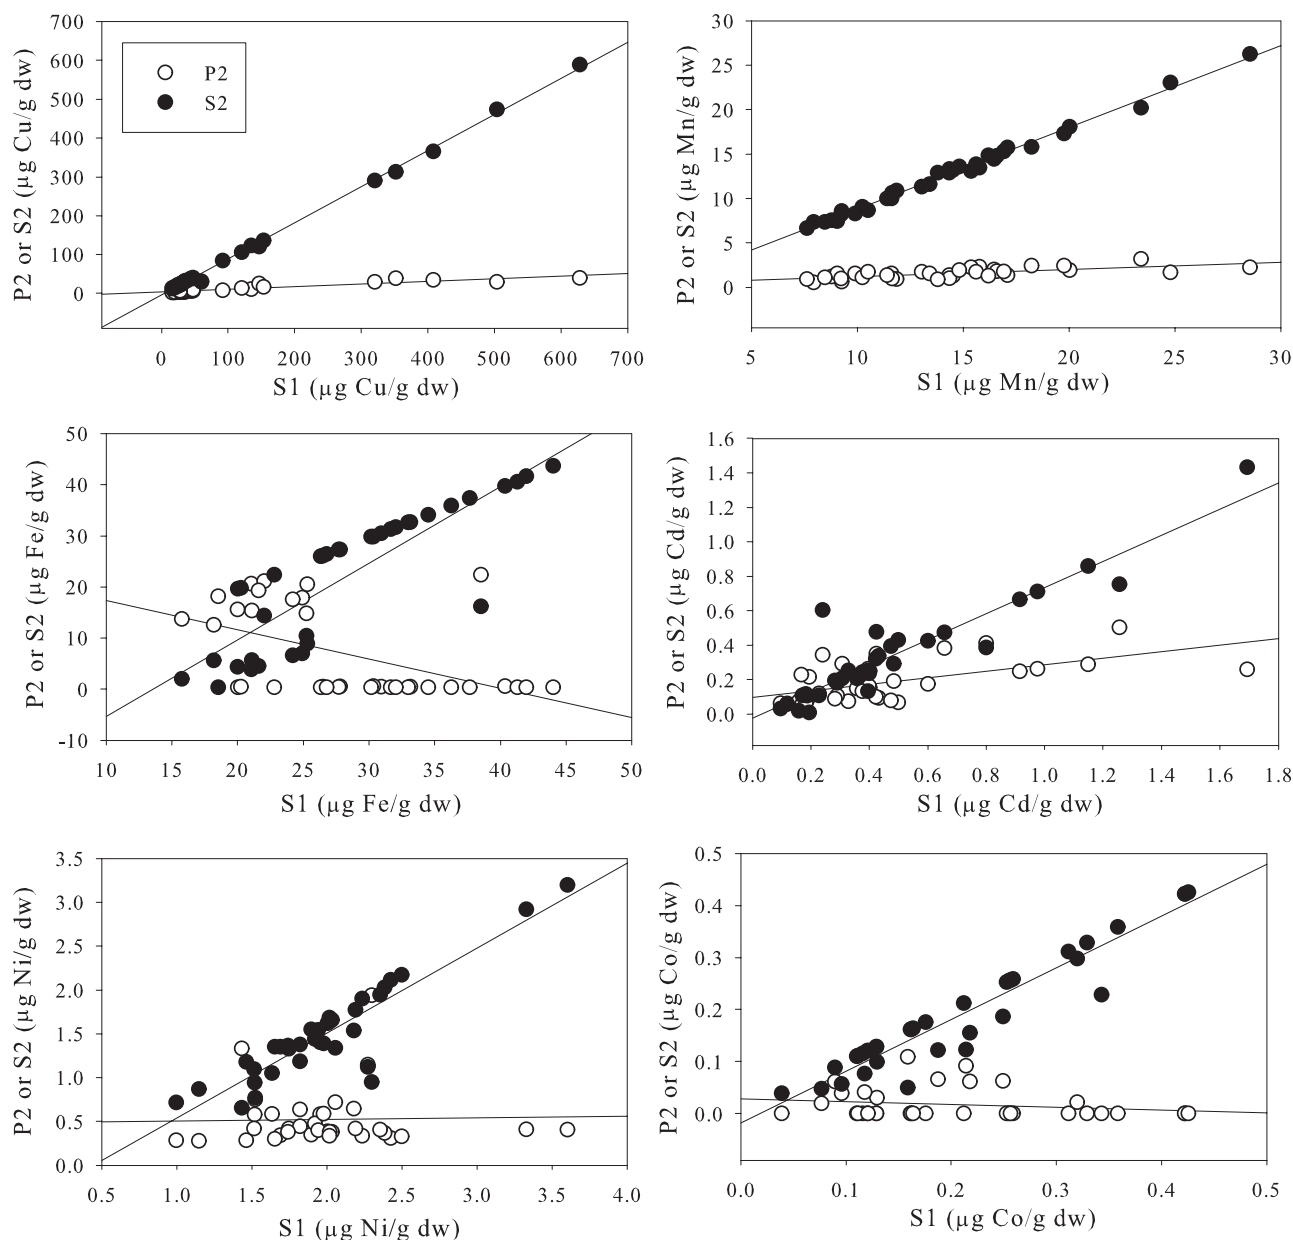 P2
S2
P2 or S2 (µg Cu/g dw)
700
600
500
400
300
200
100
0
0 100 200 300 400 500 600 700
S1 (µg Cu/g dw)
P2 or S2 (µg Mn/g dw)
30
25
20
15
10
5
0
5 10 15 20 25 30
S1 (µg Mn/g dw)
P2 or S2 (µg Fe/g dw)
50
40
30
20
10
0
-10
10 15 20 25 30 35 40 45 50
S1 (µg Fe/g dw)
P2 or S2 (µg Cd/g dw)
1.6
1.4
1.2
1.0
0.8
0.6
0.4
0.2
0.0
0.0 0.2 0.4 0.6 0.8 1.0 1.2 1.4 1.6 1.8
S1 (µg Cd/g dw)
P2 or S2 (µg Ni/g dw)
3.5
3.0
2.5
2.0
1.5
1.0
0.5
0.0
0.5 1.0 1.5 2.0 2.5 3.0 3.5 4.0
S1 (µg Ni/g dw)
P2 or S2 (µg Co/g dw)
0.5
0.4
0.3
0.2
0.1
0.0
0.0 0.1 0.2 0.3 0.4 0.5
S1 (µg Co/g dw)